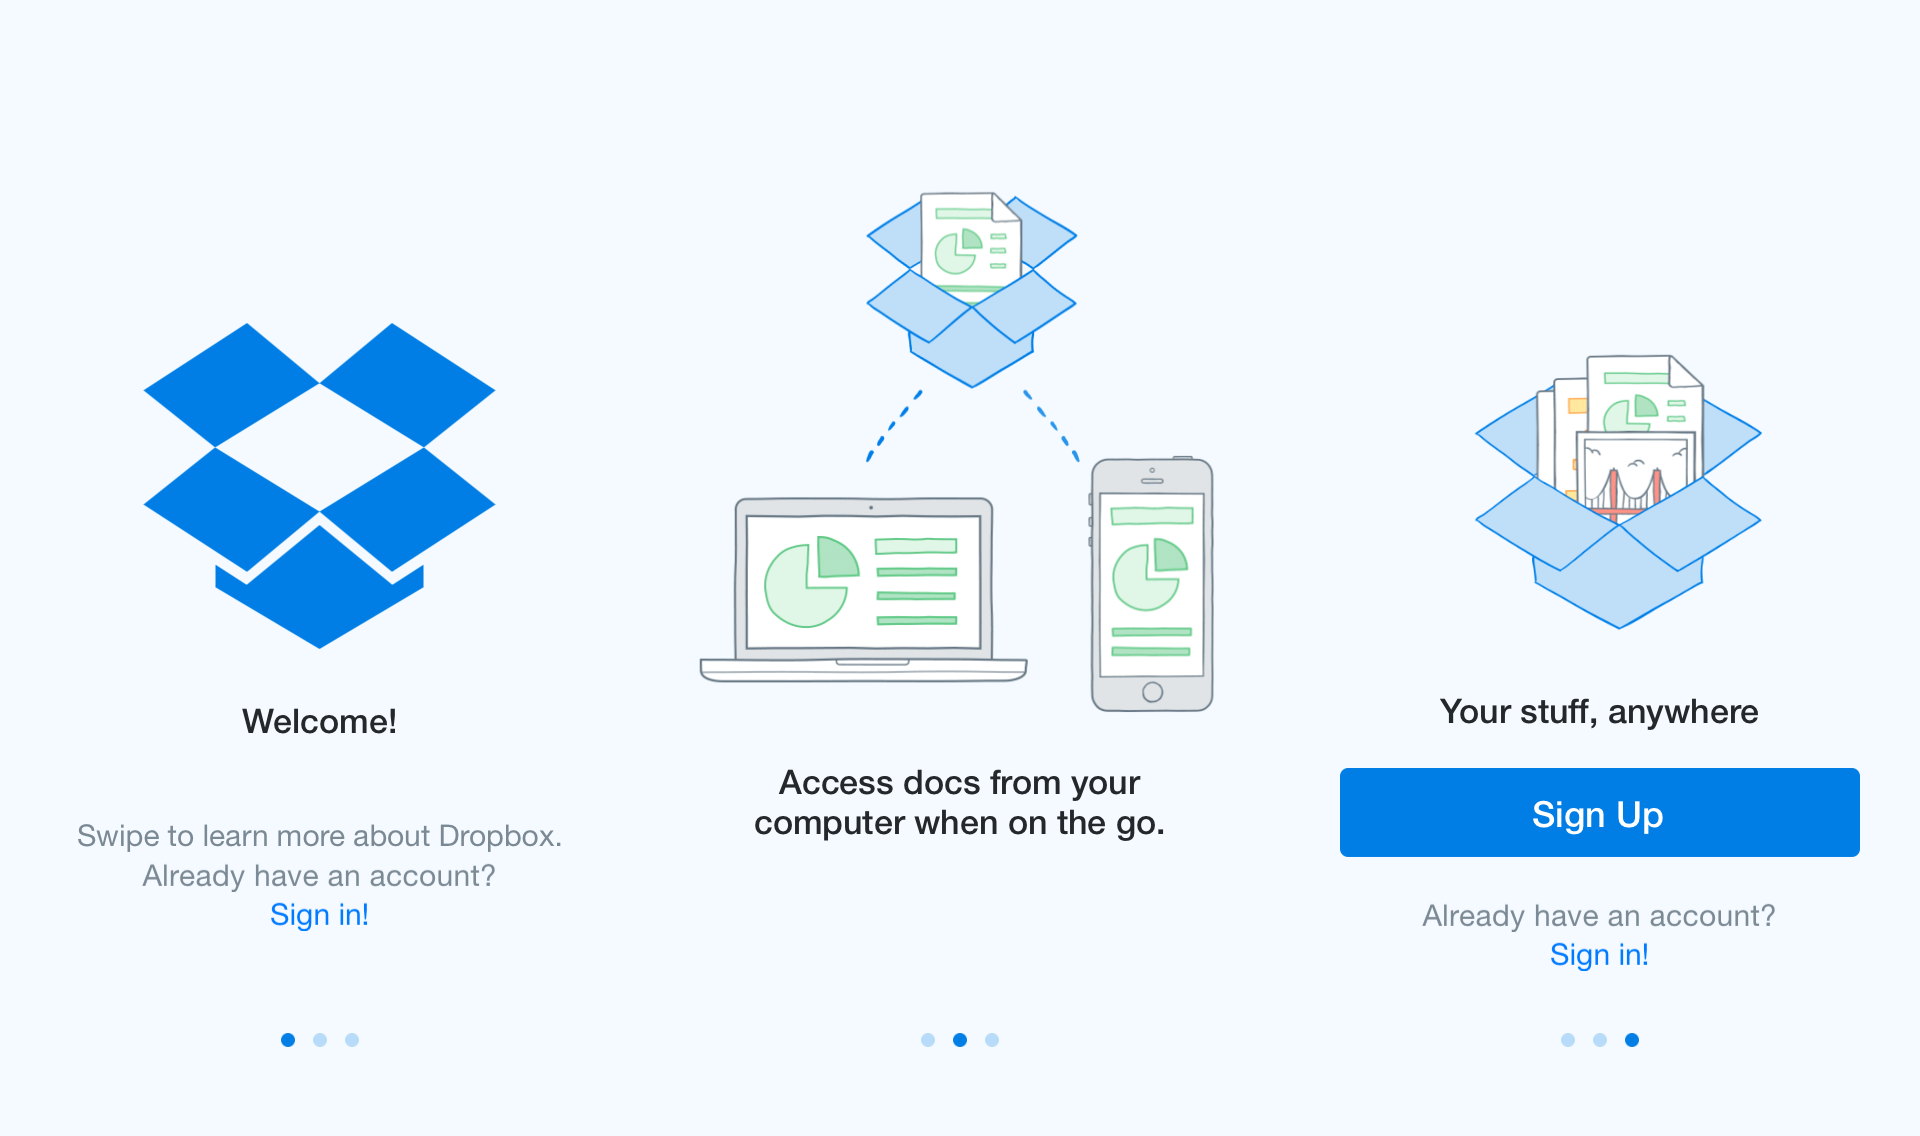 Welcome!
Swipe to learn more about Dropbox.
Already have an account?
Sign in!
Access docs from your
computer when on the go.
Your stuff, anywhere
Sign Up
Already have an account?
Sign in!